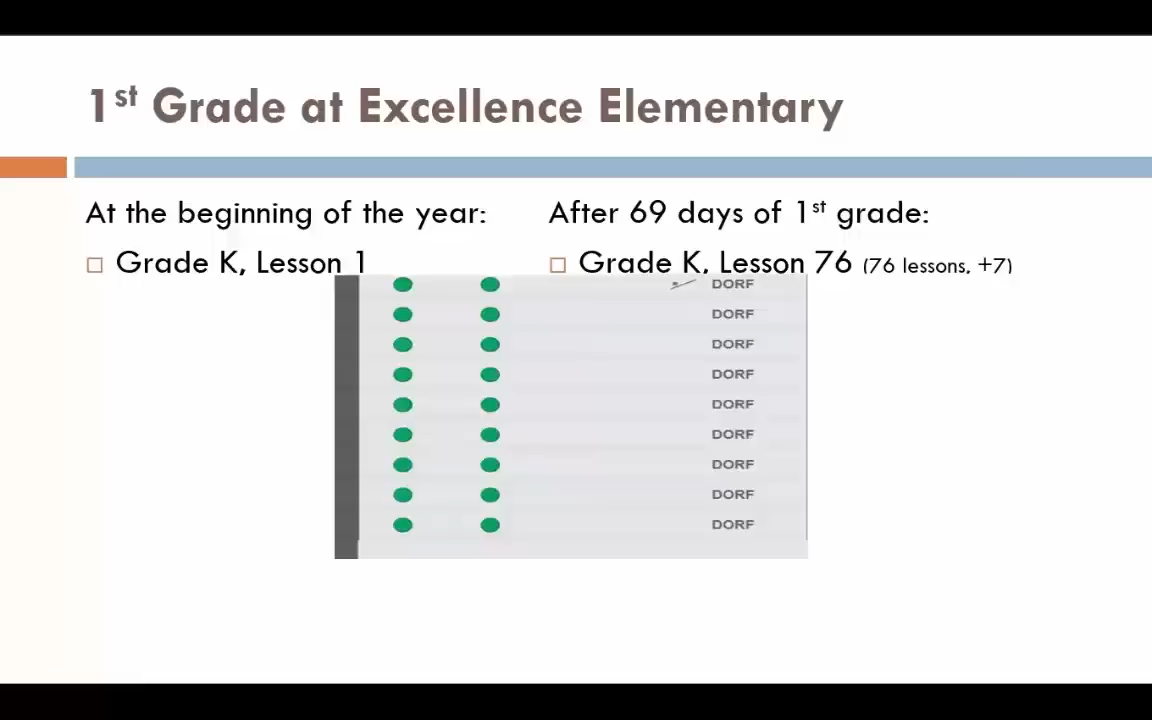 1st Grade at Excellence Elementary
At the beginning of the year:
Grade K, Lesson 1
After 69 days of 1st grade:
Grade K, Lesson 76 (76 lessons, +7)
DORF
DORF
DORF
DORF
DORF
DORF
DORF
DORF
DORF